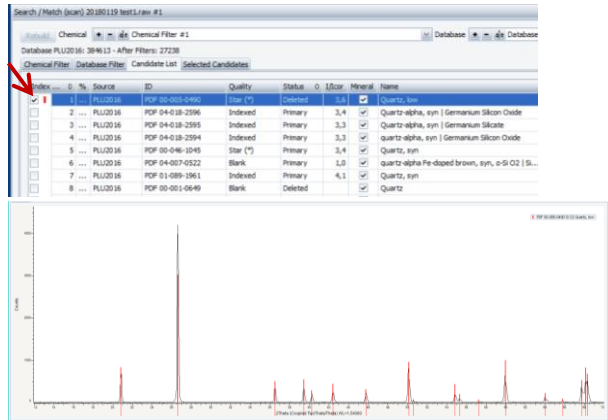 Search / Match (scan) 20180119 test1.raw #1
Rebuild Chemical Chemical Filter #1 Database Database
Database PLU2016: 384613 - After Filters: 27238
Chemical Filter Database Filter Candidate List Selected Candidates
Index ... % Source ID Quality Status I/Icor Mineral Name
1 ... PLU2016 PDF 00-005-0490 Star (*) Deleted 3,6 Quartz, low
2 ... PLU2016 PDF 04-018-2596 Indexed Primary 3,4 Quartz-alpha, syn | Germanium Silicon Oxide
3 ... PLU2016 PDF 04-018-2595 Indexed Primary 3,3 quartz-alpha, syn | Germanium Silicate
4 ... PLU2016 PDF 04-018-2594 Indexed Primary 3,3 quartz-alpha, syn | Germanium Silicon Oxide
5 ... PLU2016 PDF 00-046-1045 Star (*) Primary 3,4 Quartz, syn
6 ... PLU2016 PDF 04-007-0522 Blank Primary 1,0 quartz-alpha Fe-doped brown, syn, α-Si O2 | Si...
7 ... PLU2016 PDF 01-089-1961 Indexed Primary 4,1 Quartz, syn
8 ... PLU2016 PDF 00-001-0649 Blank Deleted Quartz
Counts